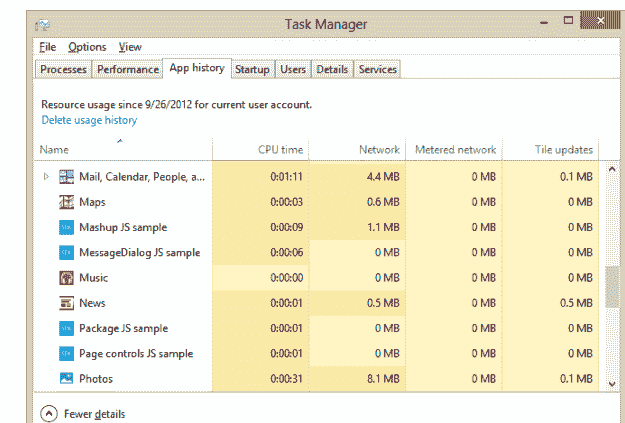 Task Manager
File Options View
Processes Performance App history Startup Users Details Services
Resource usage since 9/26/2012 for current user account.
Delete usage history
Name CPU time Network Metered network Tile updates
Mail, Calendar, People, a... 0:01:11 4.4 MB 0 MB 0.1 MB
Maps 0:00:03 0.6 MB 0 MB 0 MB
Mashup JS sample 0:00:09 1.1 MB 0 MB 0 MB
MessageDialog JS sample 0:00:06 0 MB 0 MB 0 MB
Music 0:00:00 0 MB 0 MB 0 MB
News 0:00:01 0.5 MB 0 MB 0.5 MB
Package JS sample 0:00:01 0 MB 0 MB 0 MB
Page controls JS sample 0:00:01 0 MB 0 MB 0 MB
Photos 0:00:31 8.1 MB 0 MB 0.1 MB
Fewer details